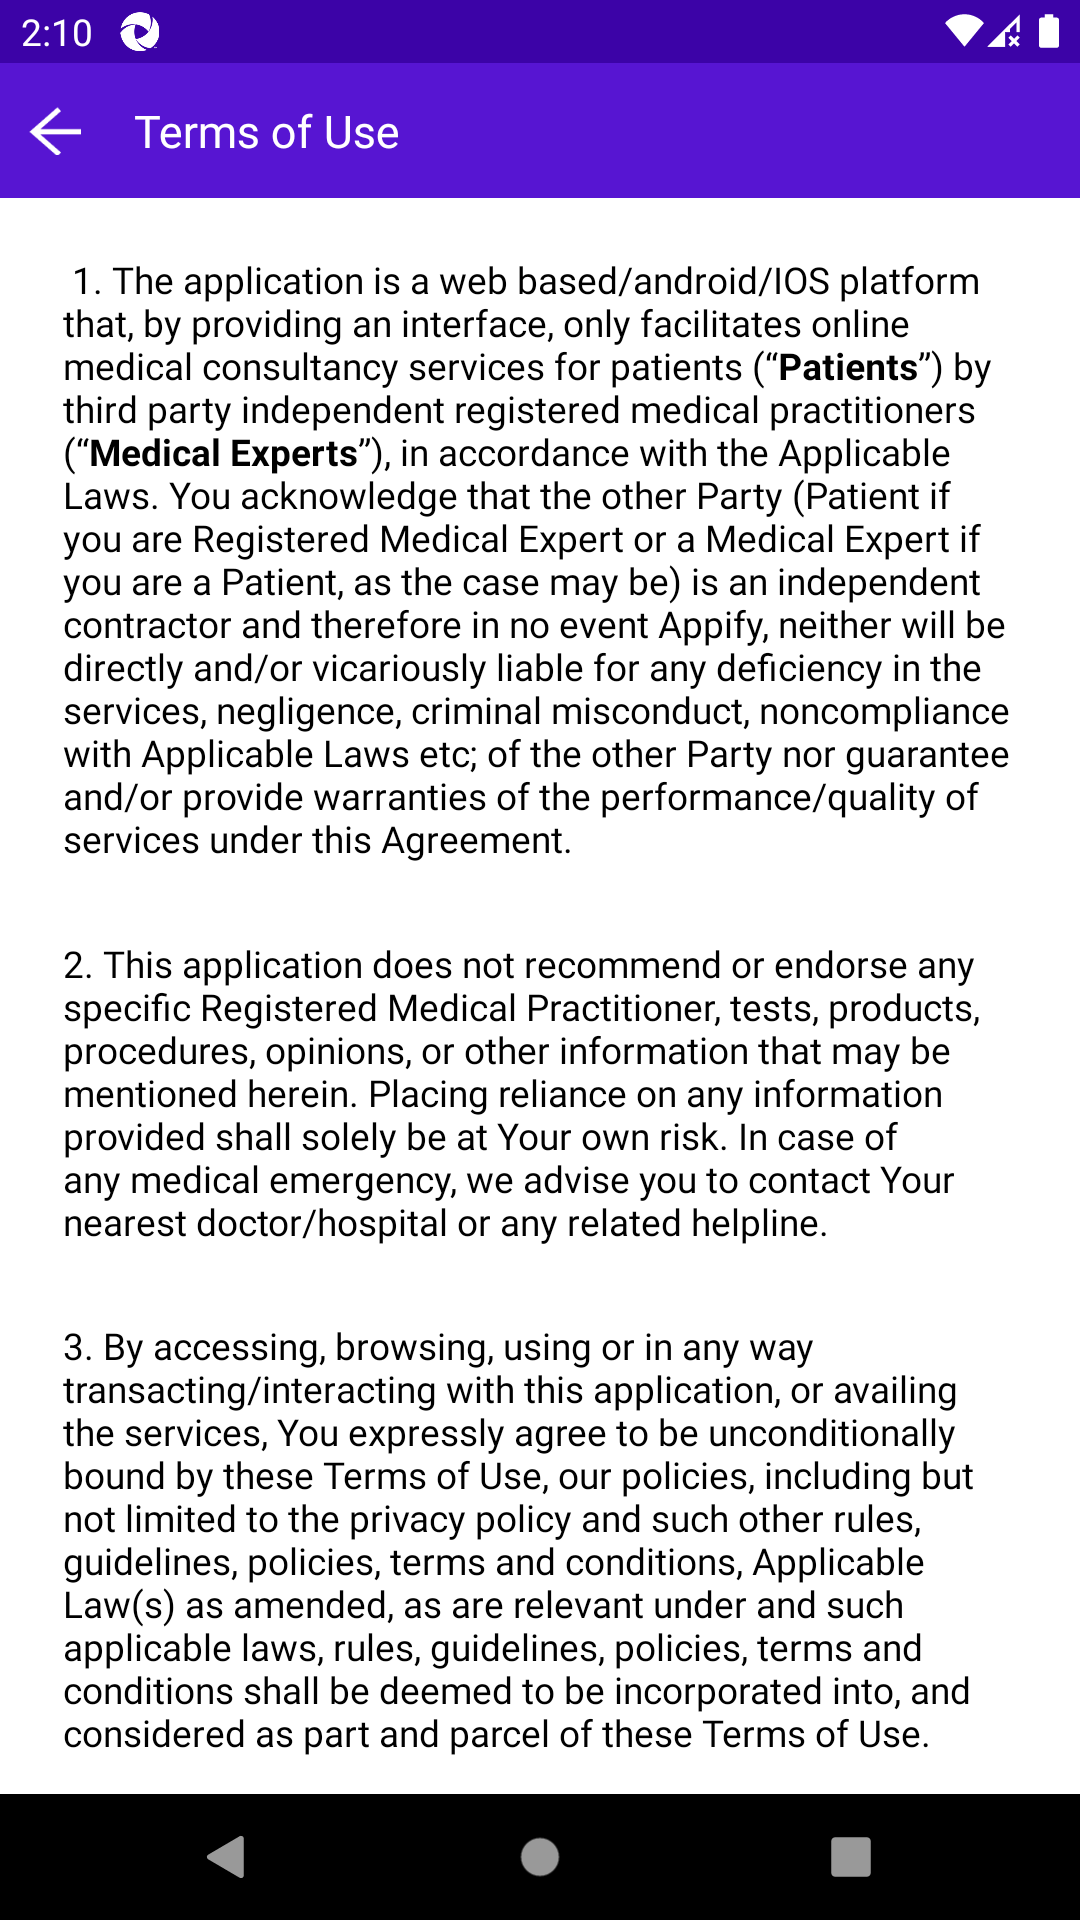 2:10
Terms of Use
1. The application is a web based/android/IOS platform
that, by providing an interface, only facilitates online
medical consultancy services for patients (“Patients”) by
third party independent registered medical practitioners
(“Medical Experts”), in accordance with the Applicable
Laws. You acknowledge that the other Party (Patient if
you are Registered Medical Expert or a Medical Expert if
you are a Patient, as the case may be) is an independent
contractor and therefore in no event Appify, neither will be
directly and/or vicariously liable for any deficiency in the
services, negligence, criminal misconduct, noncompliance
with Applicable Laws etc; of the other Party nor guarantee
and/or provide warranties of the performance/quality of
services under this Agreement.
2. This application does not recommend or endorse any
specific Registered Medical Practitioner, tests, products,
procedures, opinions, or other information that may be
mentioned herein. Placing reliance on any information
provided shall solely be at Your own risk. In case of
any medical emergency, we advise you to contact Your
nearest doctor/hospital or any related helpline.
3. By accessing, browsing, using or in any way
transacting/interacting with this application, or availing
the services, You expressly agree to be unconditionally
bound by these Terms of Use, our policies, including but
not limited to the privacy policy and such other rules,
guidelines, policies, terms and conditions, Applicable
Law(s) as amended, as are relevant under and such
applicable laws, rules, guidelines, policies, terms and
conditions shall be deemed to be incorporated into, and
considered as part and parcel of these Terms of Use.